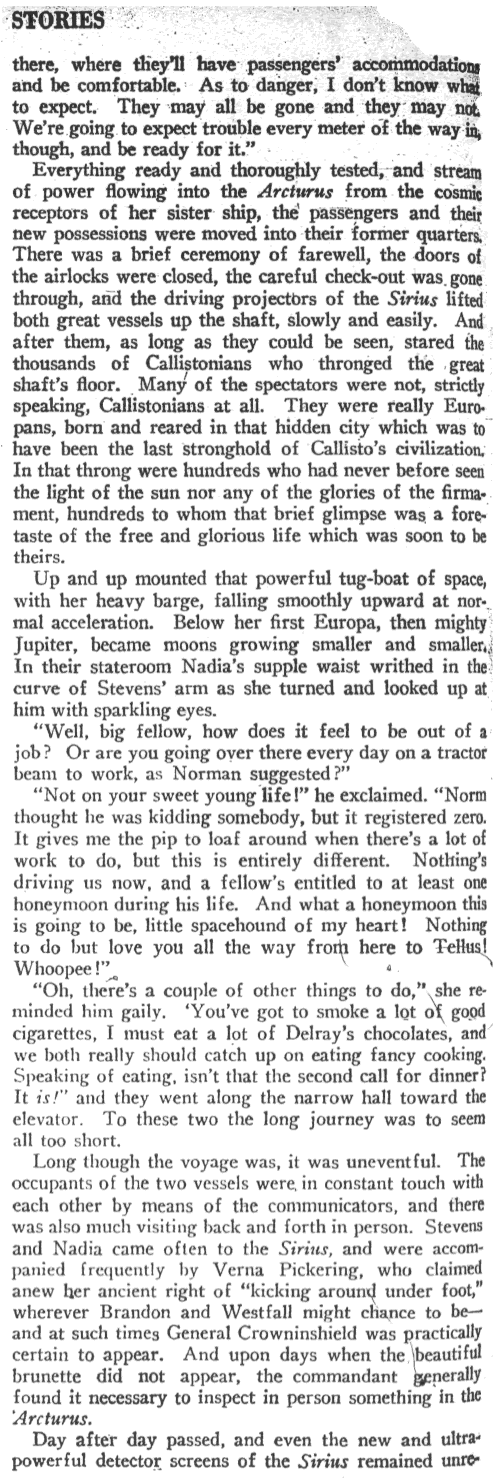 STORIES
there, where they'll have passengers' accommodations
and be comfortable. As to danger, I don't know what
to expect. They may all be gone and they may not.
We're going to expect trouble every meter of the way in,
though, and be ready for it."
Everything ready and thoroughly tested, and stream
of power flowing into the Arcturus from the cosmic
receptors of her sister ship, the passengers and their
new possessions were moved into their former quarters.
There was a brief ceremony of farewell, the doors of
the airlocks were closed, the careful check-out was gone
through, and the driving projectors of the Sirius lifted
both great vessels up the shaft, slowly and easily. And
after them, as long as they could be seen, stared the
thousands of Callistonians who thronged the great
shaft's floor. Many of the spectators were not, strictly
speaking, Callistonians at all. They were really Euro-
pans, born and reared in that hidden city which was to
have been the last stronghold of Callisto's civilization.
In that throng were hundreds who had never before seen
the light of the sun nor any of the glories of the firma-
ment, hundreds to whom that brief glimpse was a fore-
taste of the free and glorious life which was soon to be
theirs.
Up and up mounted that powerful tug-boat of space,
with her heavy barge, falling smoothly upward at nor-
mal acceleration. Below her first Europa, then mighty
Jupiter, became moons growing smaller and smaller.
In their stateroom Nadia's supple waist writhed in the
curve of Stevens' arm as she turned and looked up at
him with sparkling eyes.
"Well, big fellow, how does it feel to be out of a
job? Or are you going over there every day on a tractor
beam to work, as Norman suggested?"
"Not on your sweet young life!" he exclaimed. "Norm
thought he was kidding somebody, but it registered zero.
It gives me the pip to loaf around when there's a lot of
work to do, but this is entirely different. Nothing's
driving us now, and a fellow's entitled to at least one
honeymoon during his life. And what a honeymoon this
is going to be, little spacehound of my heart! Nothing
to do but love you all the way from here to Tellus!
Whoopee!"
"Oh, there's a couple of other things to do," she re-
minded him gaily. 'You've got to smoke a lot of good
cigarettes, I must eat a lot of Delray's chocolates, and
we both really should catch up on eating fancy cooking.
Speaking of eating, isn't that the second call for dinner?
It is!" and they went along the narrow hall toward the
elevator. To these two the long journey was to seem
all too short.
Long though the voyage was, it was uneventful. The
occupants of the two vessels were in constant touch with
each other by means of the communicators, and there
was also much visiting back and forth in person. Stevens
and Nadia came often to the Sirius, and were accom-
panied frequently by Verna Pickering, who claimed
anew her ancient right of "kicking around under foot,"
wherever Brandon and Westfall might chance to be—
and at such times General Crowninshield was practically
certain to appear. And upon days when the beautiful
brunette did not appear, the commandant generally
found it necessary to inspect in person something in the
Arcturus.
Day after day passed, and even the new and ultra-
powerful detector screens of the Sirius remained unre-